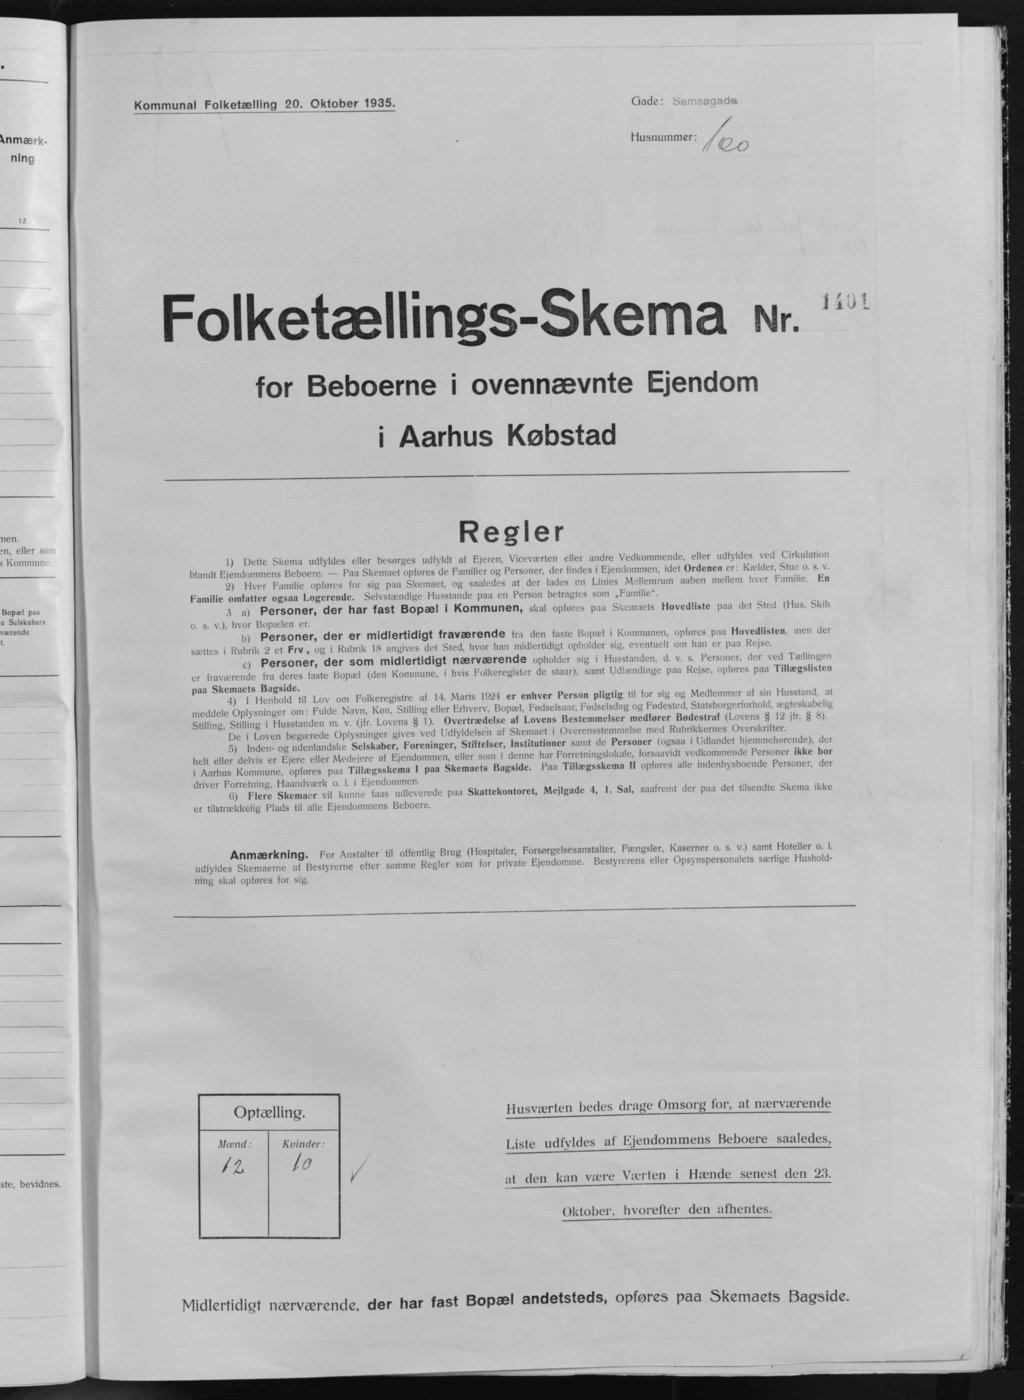 Anmærk-
ning
12
men.
en, eller som
s Kommune.
Bopæl paa
e Selskabers
værende
r.
ste, bevidnes.
Kommunal Folketælling 20. Oktober 1935.
Gade: Samsøgade
Husnummer: 100
Folketællings-Skema Nr. 1401
for Beboerne i ovennævnte Ejendom
i Aarhus Købstad
Regler
1) Dette Skema udfyldes eller besørges udfyldt af Ejeren, Viceværten eller andre Vedkommende, eller udfyldes ved Cirkulation
blandt Ejendommens Beboere. — Paa Skemaet opføres de Familier og Personer, der findes i Ejendommen, idet Ordenen er: Kælder, Stue o. s. v.
2) Hver Familie opføres for sig paa Skemaet, og saaledes at der lades en Linies Mellemrum aaben mellem hver Familie. En
Familie omfatter ogsaa Logerende. Selvstændige Husstande paa en Person betragtes som „Familie".
3 a) Personer, der har fast Bopæl i Kommunen, skal opføres paa Skemaets Hovedliste paa det Sted (Hus, Skib
o. s. v.), hvor Bopælen er.
b) Personer, der er midlertidigt fraværende fra den faste Bopæl i Kommunen, opføres paa Hovedlisten, men der
sættes i Rubrik 2 et Frv., og i Rubrik 18 angives det Sted, hvor han midlertidigt opholder sig, eventuelt om han er paa Rejse.
c) Personer, der som midlertidigt nærværende opholder sig i Husstanden, d. v. s. Personer, der ved Tællingen
er fraværende fra deres faste Bopæl (den Kommune, i hvis Folkeregister de staar), samt Udlændinge paa Rejse, opføres paa Tillægslisten
paa Skemaets Bagside.
4) I Henhold til Lov om Folkeregistre af 14. Marts 1924 er enhver Person pligtig til for sig og Medlemmer af sin Husstand, at
meddele Oplysninger om: Fulde Navn, Køn, Stilling eller Erhverv, Bopæl, Fødselsaar, Fødselsdag og Fødested, Statsborgerforhold, ægteskabelig
Stilling, Stilling i Husstanden m. v. (jfr. Lovens § 1). Overtrædelse af Lovens Bestemmelser medfører Bødestraf (Lovens § 12 jfr. § 8).
De i Loven begærede Oplysninger gives ved Udfyldelsen af Skemaet i Overensstemmelse med Rubrikkernes Overskrifter.
5) Inden- og udenlandske Selskaber, Foreninger, Stiftelser, Institutioner samt de Personer (ogsaa i Udlandet hjemmehørende), der
helt eller delvis er Ejere eller Medejere af Ejendommen, eller som i denne har Forretningslokale, forsaavidt vedkommende Personer ikke bor
i Aarhus Kommune, opføres paa Tillægsskema I paa Skemaets Bagside. Paa Tillægsskema II opføres alle indenbysboende Personer, der
driver Forretning, Haandværk o. l. i Ejendommen.
6) Flere Skemaer vil kunne faas udleverede paa Skattekontoret, Mejlgade 4, 1. Sal, saafremt der paa det tilsendte Skema ikke
er tilstrækkelig Plads til alle Ejendommens Beboere.
Anmærkning. For Anstalter til offentlig Brug (Hospitaler, Forsørgelsesanstalter, Fængsler, Kaserner o. s. v.) samt Hoteller o. l.
udfyldes Skemaerne af Bestyrerne efter samme Regler som for private Ejendomme. Bestyrerens eller Opsynspersonalets særlige Hushold-
ning skal opføres for sig.
Optælling.
Mænd: Kvinder:
12 10
Husværten bedes drage Omsorg for, at nærværende
Liste udfyldes af Ejendommens Beboere saaledes,
at den kan være Værten i Hænde senest den 23.
Oktober, hvorefter den afhentes.
Midlertidigt nærværende, der har fast Bopæl andetsteds, opføres paa Skemaets Bagside.